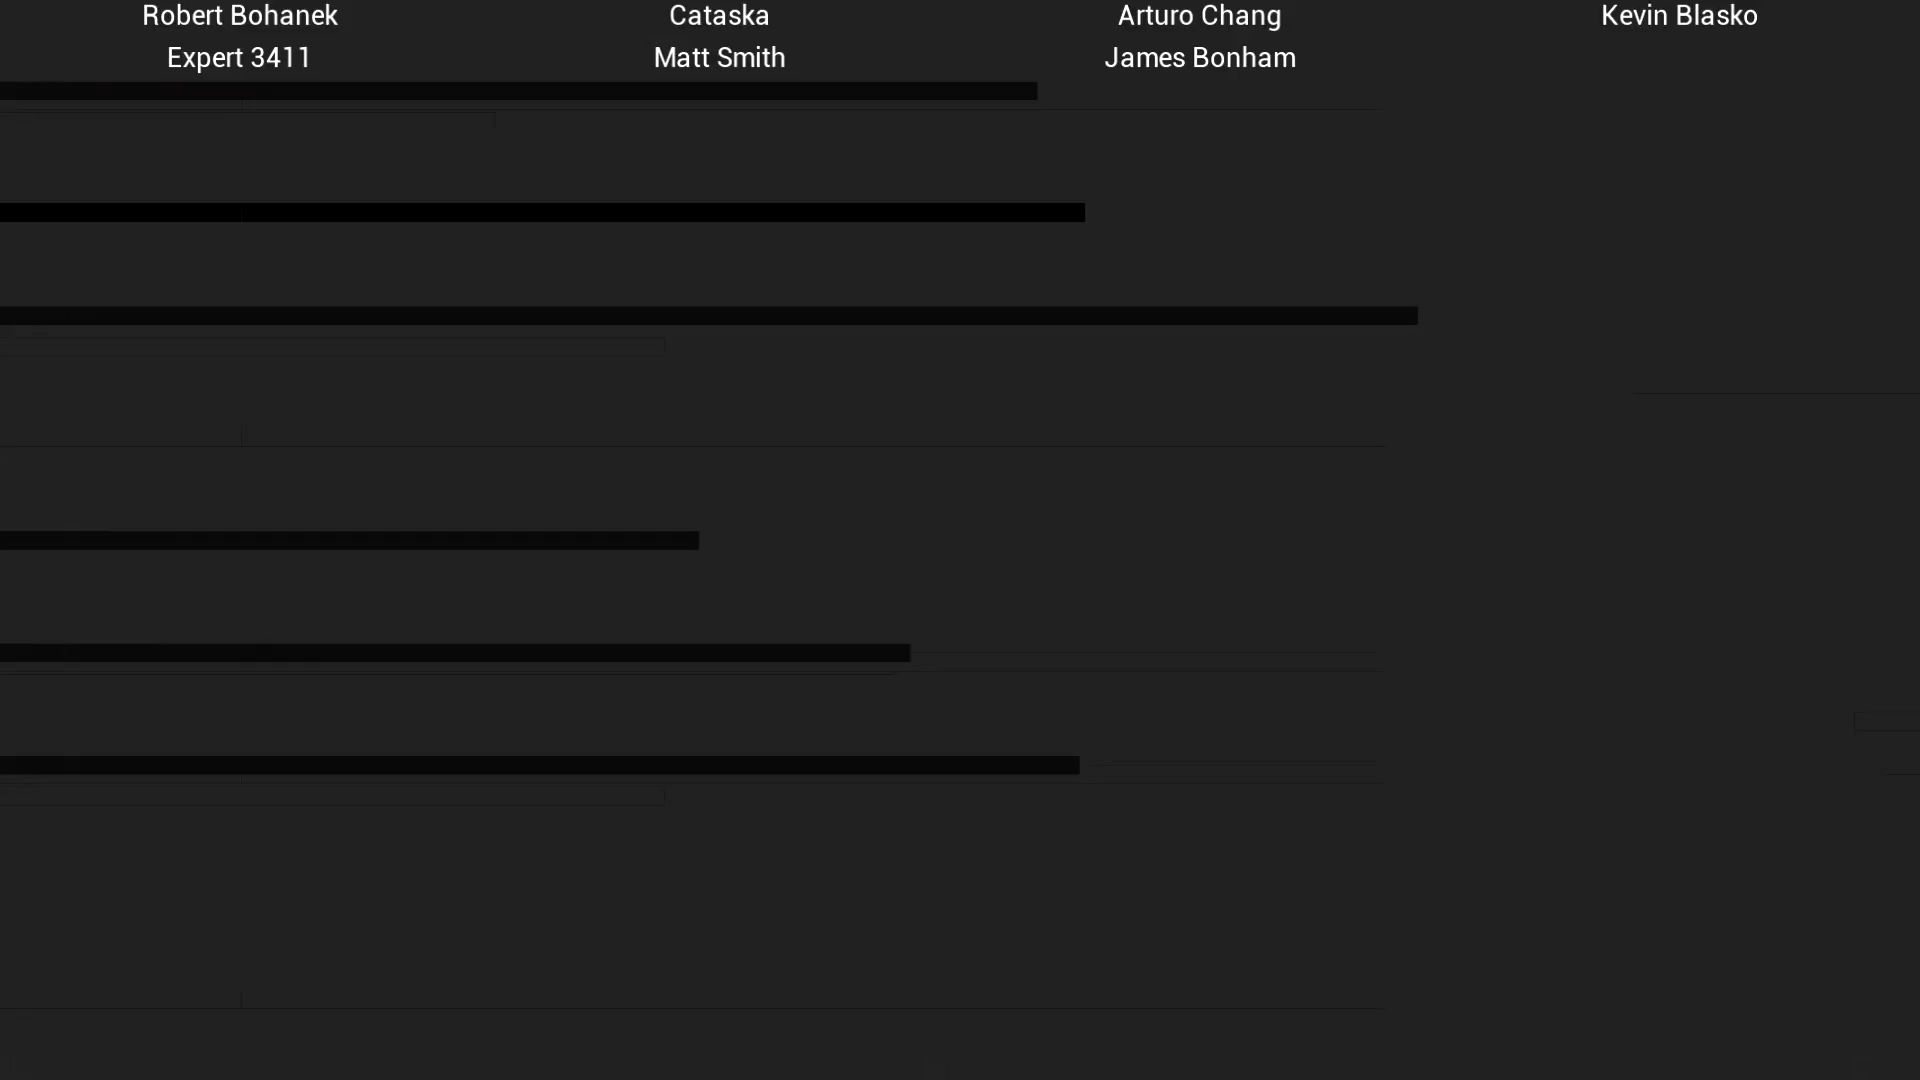 Robert Bohanek Cataska Arturo Chang Kevin Blasko
Expert 3411 Matt Smith James Bonham